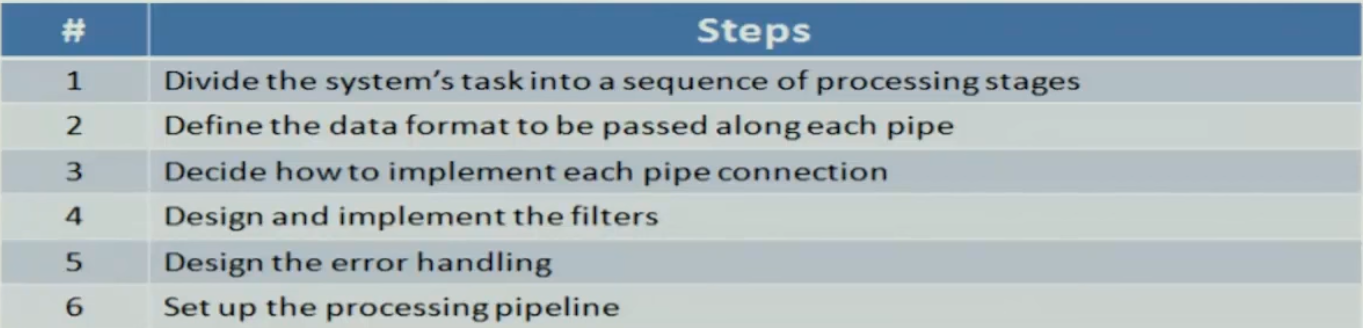 # Steps
1 Divide the system's task into a sequence of processing stages
2 Define the data format to be passed along each pipe
3 Decide how to implement each pipe connection
4 Design and implement the filters
5 Design the error handling
6 Set up the processing pipeline